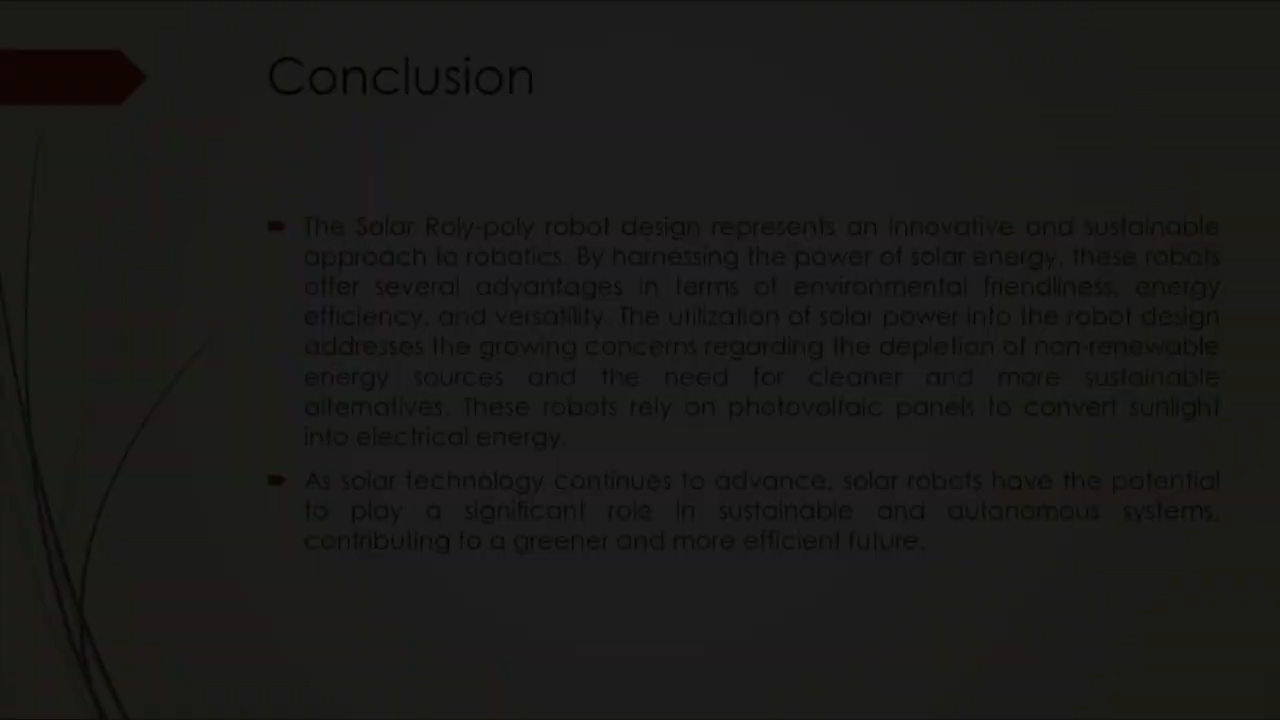 Conclusion
The Solar Roly-poly robot design represents an innovative and sustainable
approach to robotics. By harnessing the power of solar energy, these robots
offer several advantages in terms of environmental friendliness, energy
efficiency, and versatility. The utilization of solar power into the robot design
addresses the growing concerns regarding the depletion of non-renewable
energy sources and the need for cleaner and more sustainable
alternatives. These robots rely on photovoltaic panels to convert sunlight
into electrical energy.
As solar technology continues to advance, solar robots have the potential
to play a significant role in sustainable and autonomous systems,
contributing to a greener and more efficient future.